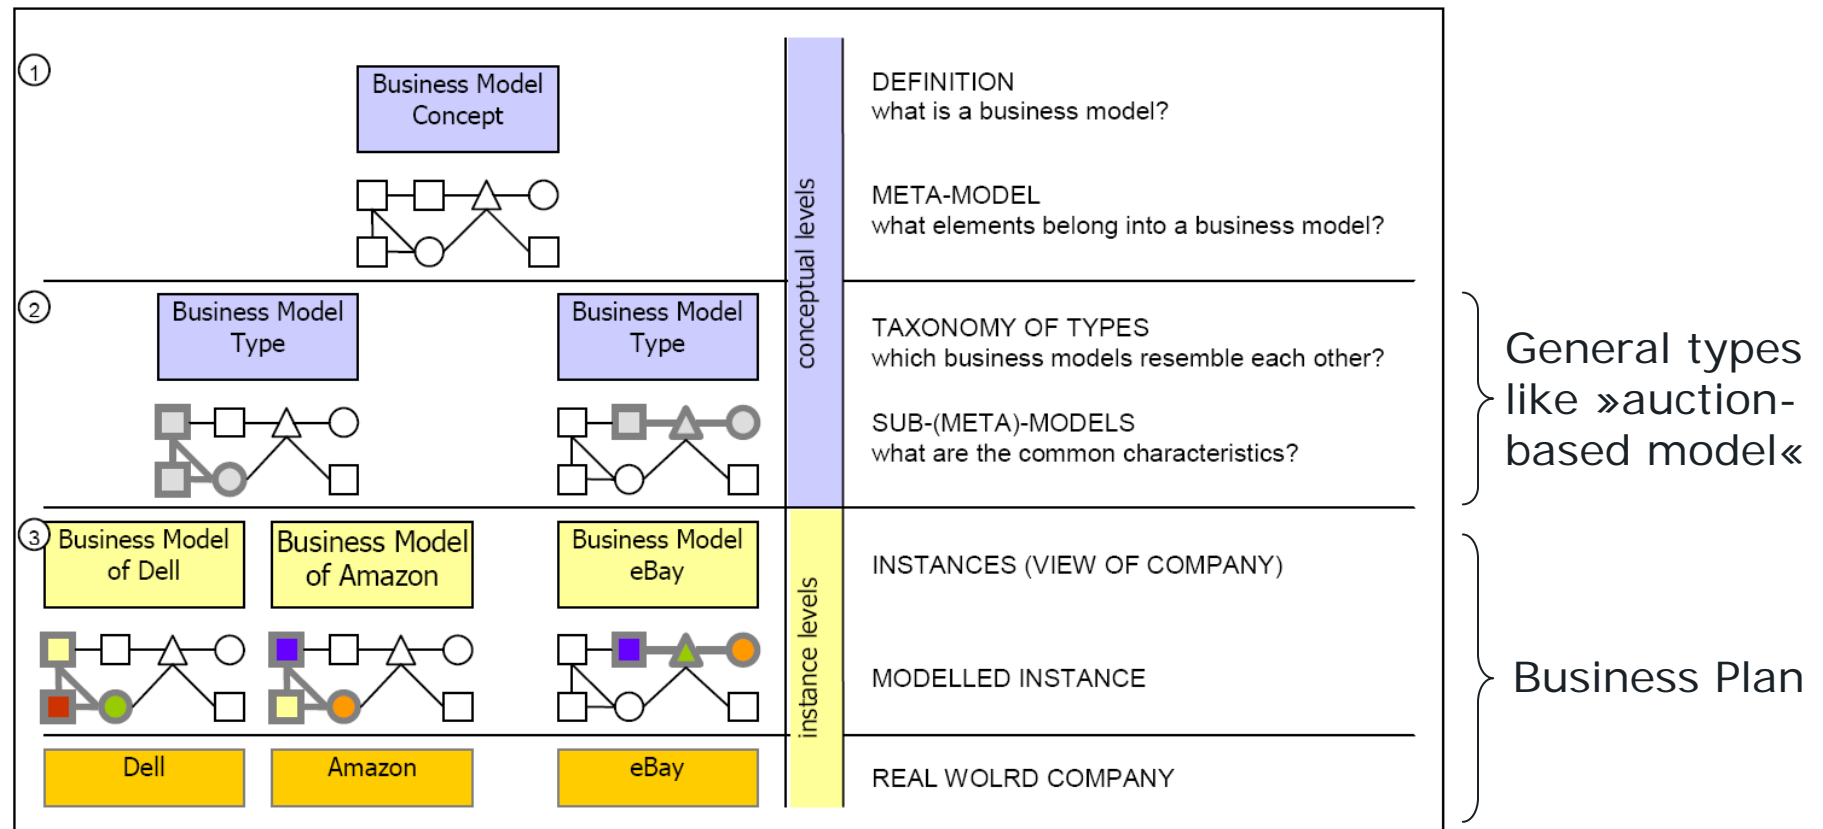 1
Business Model
Concept
DEFINITION
what is a business model?
META-MODEL
what elements belong into a business model?
conceptual levels
2
Business Model
Type
Business Model
Type
TAXONOMY OF TYPES
which business models resemble each other?
SUB-(META)-MODELS
what are the common characteristics?
General types
like »auction-
based model«
3
Business Model
of Dell
Business Model
of Amazon
Business Model
eBay
INSTANCES (VIEW OF COMPANY)
MODELLED INSTANCE
instance levels
Business Plan
Dell
Amazon
eBay
REAL WOLRD COMPANY